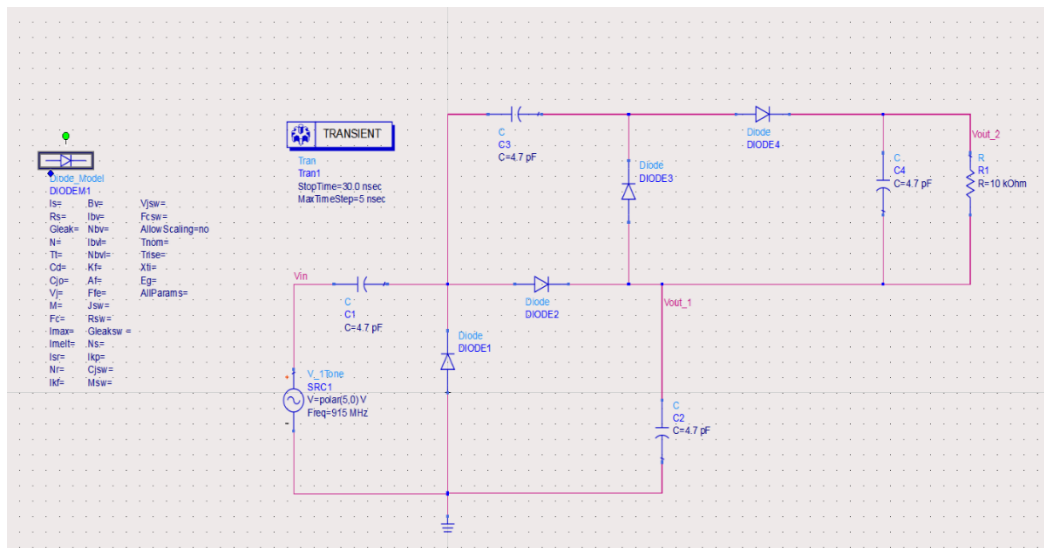 TRANSIENT
Tran
Tran1
StopTime=30.0 nsec
MaxTimeStep=5 nsec
C
C3
C=4.7 pF
Diode
DIODE4
Vout_2
Diode
DIODE3
C
C4
C=4.7 pF
R
R1
R=10 kOhm
Diode_Model
DIODEM1
Is= Bv= Vjsw=
Rs= Ibv= Fcsw=
Gleak= Nbv= AllowScaling=no
N= Ibvl= Tnom=
Tt= Nbvl= Trise=
Cd= Kf= Xti=
Cjo= Af= Eg=
Vj= Ffe= AllParams=
M= Jsw=
Fc= Rsw=
Imax= Gleaksw =
Imelt= Ns=
Isr= Ikp=
Nr= Cjsw=
Ikf= Msw=
Vin
C
C1
C=4.7 pF
Diode
DIODE2
Vout_1
Diode
DIODE1
V_1Tone
SRC1
V=polar(5,0) V
Freq=915 MHz
+
-
C
C2
C=4.7 pF